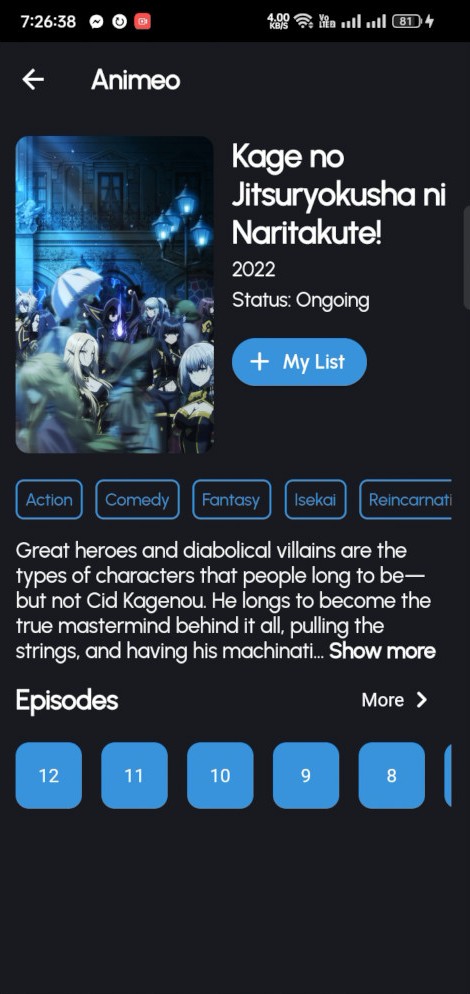 7:26:38
4.00 KB/S Vo LTE 81
Animeo
Kage no
Jitsuryokusha ni
Naritakute!
2022
Status: Ongoing
+ My List
Action Comedy Fantasy Isekai Reincarnati
Great heroes and diabolical villains are the
types of characters that people long to be—
but not Cid Kagenou. He longs to become the
true mastermind behind it all, pulling the
strings, and having his machinati... Show more
Episodes More
12 11 10 9 8